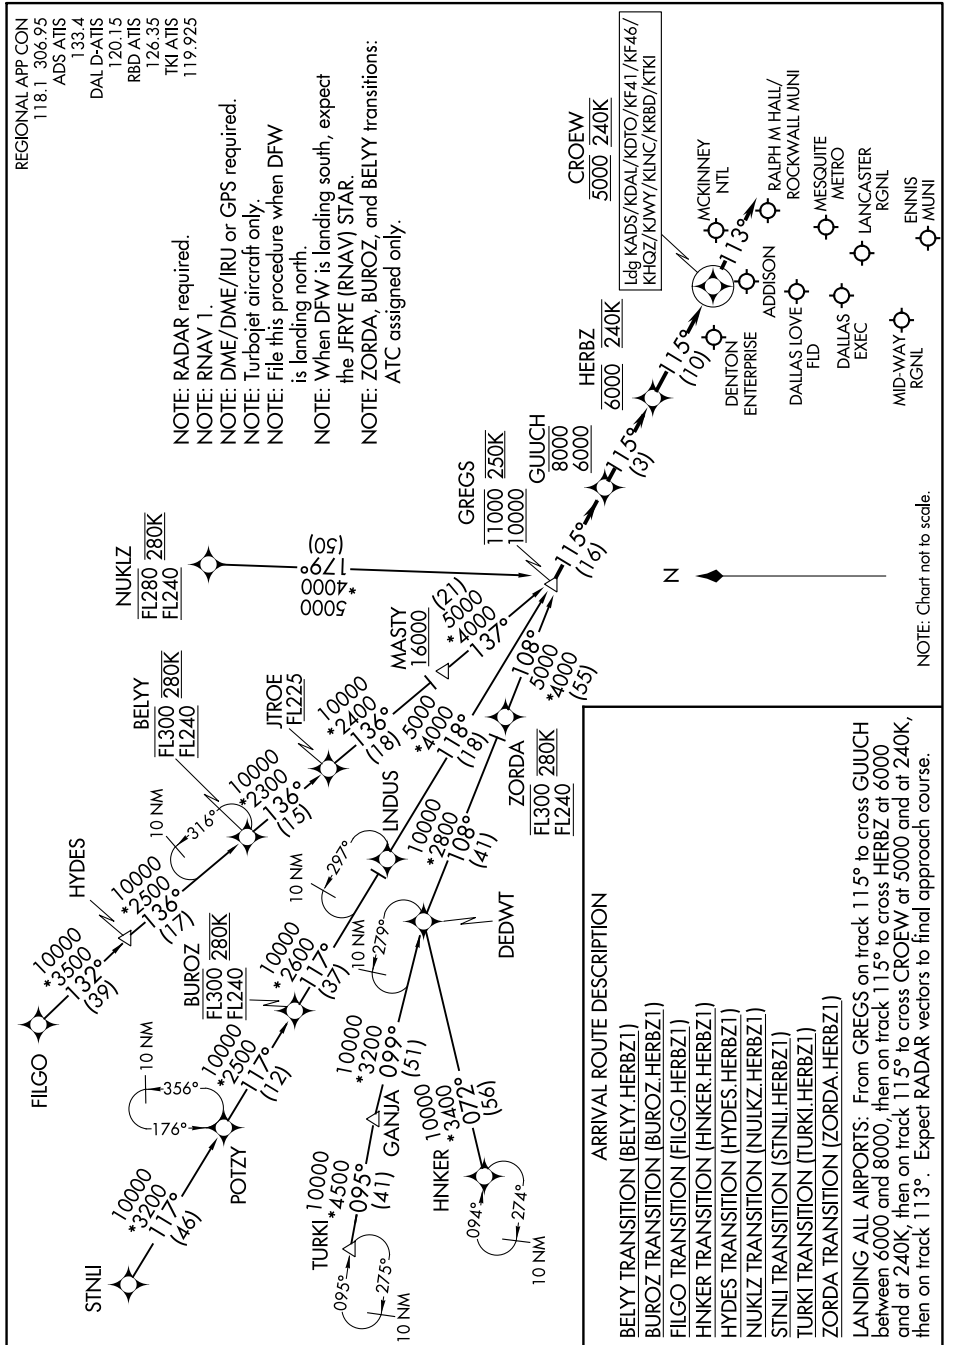 REGIONAL APP CON
118.1 306.95
ADS ATIS
133.4
DAL D-ATIS
120.15
RBD ATIS
126.35
TKI ATIS
119.925
NOTE: RADAR required.
NOTE: RNAV 1.
NOTE: DME/DME/IRU or GPS required.
NOTE: Turbojet aircraft only.
NOTE: File this procedure when DFW
is landing north.
NOTE: When DFW is landing south, expect
the JFRYE (RNAV) STAR.
NOTE: ZORDA, BUROZ, and BELYY transitions:
ATC assigned only.
NUKLZ
FL280 280K
FL240
5000
*4000
179°
(50)
BELYY
FL300 280K
FL240
HYDES
FILGO
10000
*3500
132°
(39)
10000
*2500
136°
(17)
10 NM
316°
10000
*2300
136°
(15)
JTROE
FL225
10000
*2400
136°
(18)
MASTY
16000
(21)
5000
*4000
137°
GREGS
11000 250K
10000
GUUCH
8000
6000
HERBZ
6000 240K
CROEW
5000 240K
Ldg KADS/KDAL/KDTO/KF41/KF46/
KHQZ/KJWY/KLNC/KRBD/KTKI
115°
(16)
115°
(3)
115°
(10)
113°
MCKINNEY
NTL
RALPH M HALL/
ROCKWALL MUNI
MESQUITE
METRO
LANCASTER
RGNL
ENNIS
MUNI
ADDISON
DENTON
ENTERPRISE
DALLAS LOVE
FLD
DALLAS
EXEC
MID-WAY
RGNL
STNLI
10000
*3200
117°
(46)
POTZY
10 NM
356°
176°
10000
*2500
117°
(12)
BUROZ
FL300 280K
FL240
10000
*2600
117°
(37)
LNDUS
10 NM
297°
5000
*4000
118°
(18)
TURKI
10000
*4500
095°
(41)
095°
275°
10 NM
GANJA
10000
*3200
099°
(51)
10 NM
279°
DEDWT
HNKER
10000
*3400
072°
(56)
094°
274°
10 NM
10000
*2800
108°
(41)
ZORDA
FL300 280K
FL240
108°
5000
*4000
(55)
N
NOTE: Chart not to scale.
ARRIVAL ROUTE DESCRIPTION
BELYY TRANSITION (BELYY.HERBZ1)
BUROZ TRANSITION (BUROZ.HERBZ1)
FILGO TRANSITION (FILGO.HERBZ1)
HNKER TRANSITION (HNKER.HERBZ1)
HYDES TRANSITION (HYDES.HERBZ1)
NUKLZ TRANSITION (NULKZ.HERBZ1)
STNLI TRANSITION (STNLI.HERBZ1)
TURKI TRANSITION (TURKI.HERBZ1)
ZORDA TRANSITION (ZORDA.HERBZ1)
LANDING ALL AIRPORTS: From GREGS on track 115° to cross GUUCH
between 6000 and 8000, then on track 115° to cross HERBZ at 6000
and at 240K, then on track 115° to cross CROEW at 5000 and at 240K,
then on track 113°. Expect RADAR vectors to final approach course.